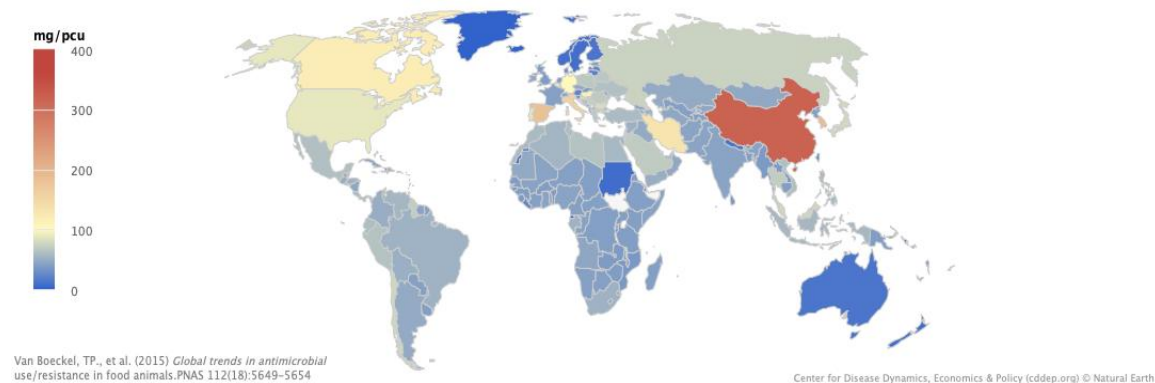 mg/pcu
400
300
200
100
0
Van Boeckel, TP., et al. (2015) Global trends in antimicrobial
use/resistance in food animals.PNAS 112(18):5649-5654
Center for Disease Dynamics, Economics & Policy (cddep.org) © Natural Earth